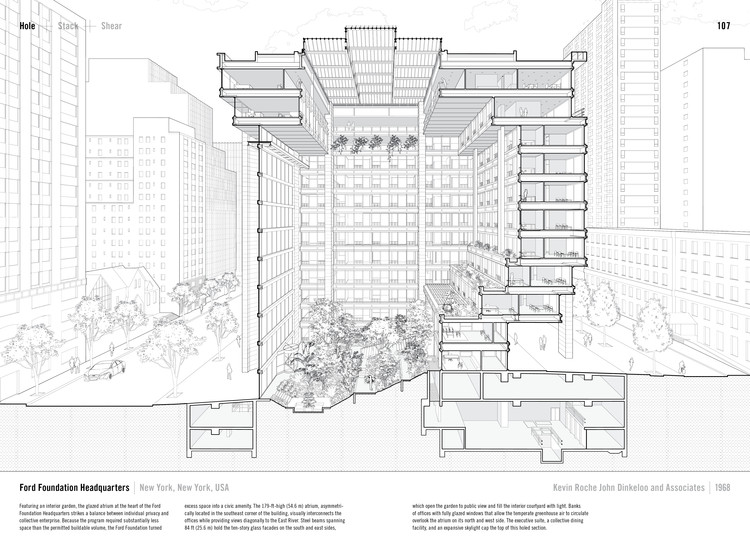 Hole Stack Shear
107
Ford Foundation Headquarters | New York, New York, USA
Kevin Roche John Dinkeloo and Associates | 1968
Featuring an interior garden, the glazed atrium at the heart of the Ford
Foundation Headquarters strikes a balance between individual privacy and
collective enterprise. Because the program required substantially less
space than the permitted buildable volume, the Ford Foundation turned
excess space into a civic amenity. The 179-ft-high (54.6 m) atrium, asymmetri-
cally located in the southeast corner of the building, visually interconnects the
offices while providing views diagonally to the East River. Steel beams spanning
84 ft (25.6 m) hold the ten-story glass facades on the south and east sides,
which open the garden to public view and fill the interior courtyard with light. Banks
of offices with fully glazed windows that allow the temperate greenhouse air to circulate
overlook the atrium on its north and west side. The executive suite, a collective dining
facility, and an expansive skylight cap the top of this holed section.